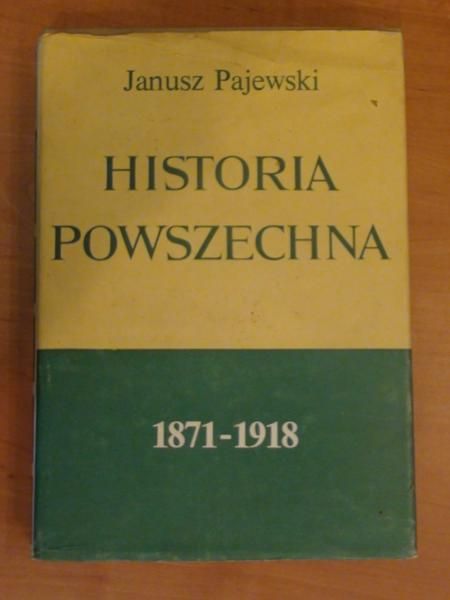 Janusz Pajewski
HISTORIA
POWSZECHNA
1871-1918